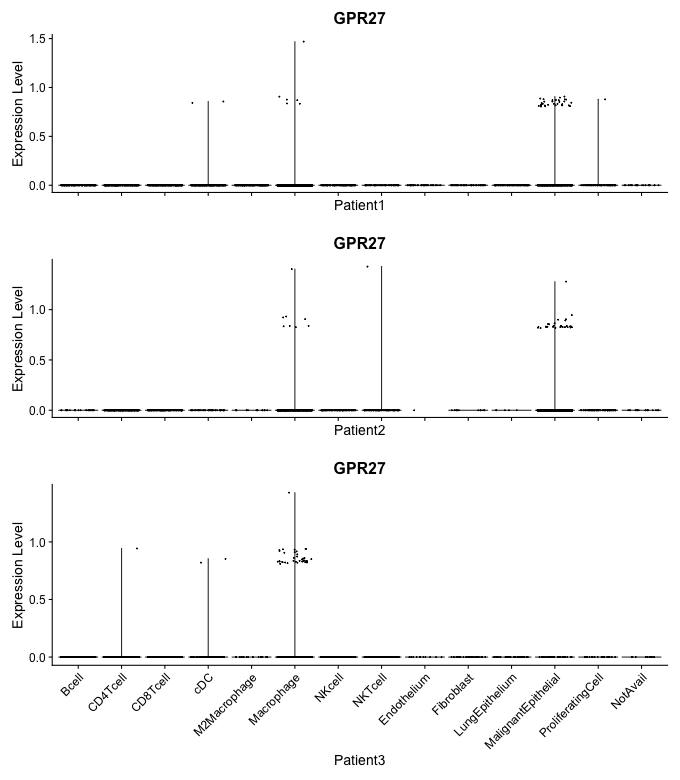 GPR27
Expression Level
1.5
1.0
0.5
0.0
Patient1
GPR27
Expression Level
1.0
0.5
0.0
Patient2
GPR27
Expression Level
1.0
0.5
0.0
Bcell
CD4Tcell
CD8Tcell
cDC
M2Macrophage
Macrophage
NKcell
NKTcell
Endothelium
Fibroblast
LungEpithelium
MalignantEpithelial
ProliferatingCell
NotAvail
Patient3